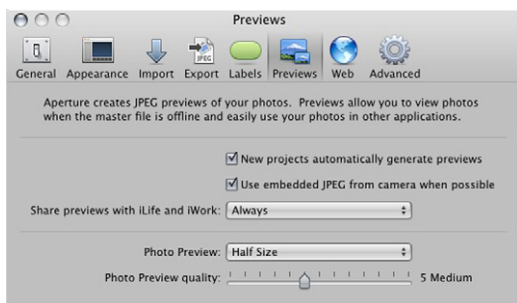 Previews
JPEG
General Appearance Import Export Labels Previews Web Advanced
Aperture creates JPEG previews of your photos. Previews allow you to view photos
when the master file is offline and easily use your photos in other applications.
New projects automatically generate previews
Use embedded JPEG from camera when possible
Share previews with iLife and iWork: Always
Photo Preview: Half Size
Photo Preview quality: 5 Medium